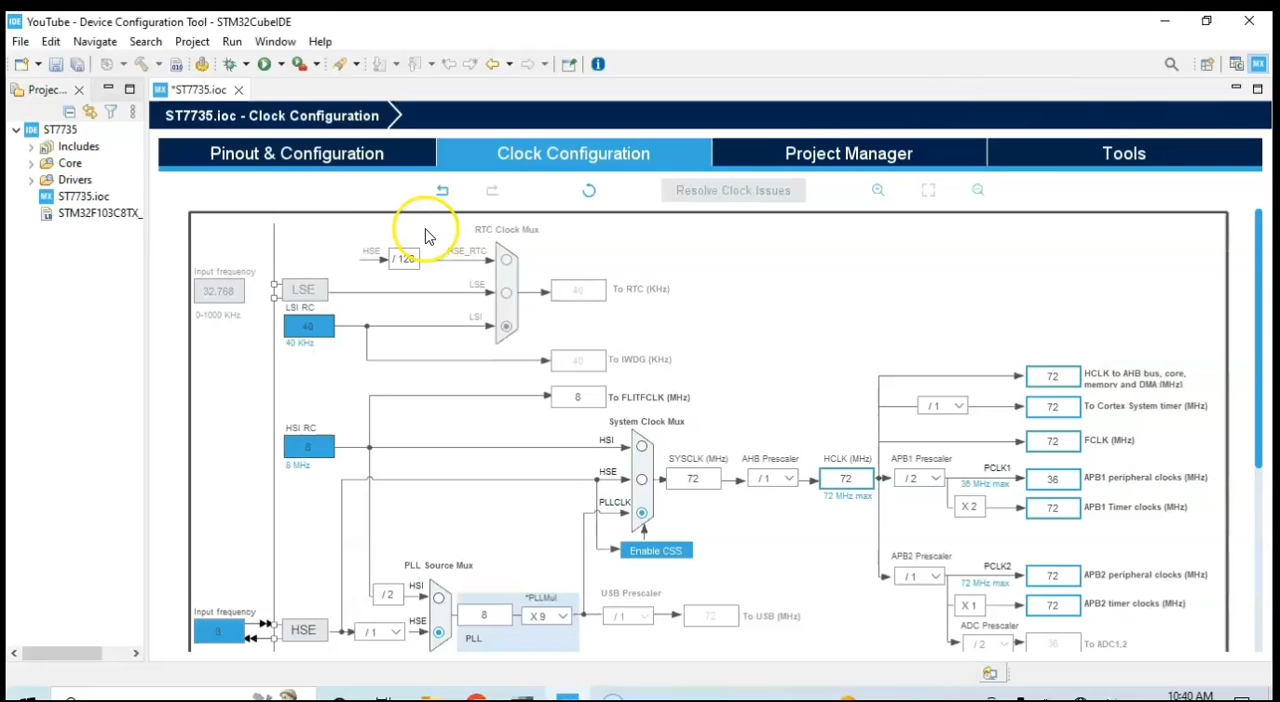 IDE YouTube - Device Configuration Tool - STM32CubeIDE
File Edit Navigate Search Project Run Window Help
010
MX
Projec...
MX *ST7735.ioc
IDE ST7735
Includes
Core
Drivers
MX ST7735.ioc
STM32F103C8TX_
ST7735.ioc - Clock Configuration
Pinout & Configuration
Clock Configuration
Project Manager
Tools
Resolve Clock Issues
RTC Clock Mux
HSE
/ 128
HSE_RTC
Input frequency
32.768
0-1000 KHz
LSE
LSE
40
To RTC (KHz)
LSI RC
40
40 KHz
LSI
40
To IWDG (KHz)
8
To FLITFCLK (MHz)
System Clock Mux
HSI RC
8
8 MHz
HSI
HSE
PLLCLK
SYSCLK (MHz)
72
AHB Prescaler
/ 1
HCLK (MHz)
72
72 MHz max
72
HCLK to AHB bus, core,
memory and DMA (MHz)
/ 1
72
To Cortex System timer (MHz)
72
FCLK (MHz)
APB1 Prescaler
/ 2
PCLK1
36 MHz max
36
APB1 peripheral clocks (MHz)
X 2
72
APB1 Timer clocks (MHz)
Enable CSS
APB2 Prescaler
/ 1
PCLK2
72 MHz max
72
APB2 peripheral clocks (MHz)
X 1
72
APB2 timer clocks (MHz)
ADC Prescaler
/ 2
36
To ADC1,2
PLL Source Mux
/ 2
HSI
HSE
8
*PLLMul
X 9
PLL
USB Prescaler
/ 1
72
To USB (MHz)
Input frequency
8
HSE
/ 1
10:40 AM